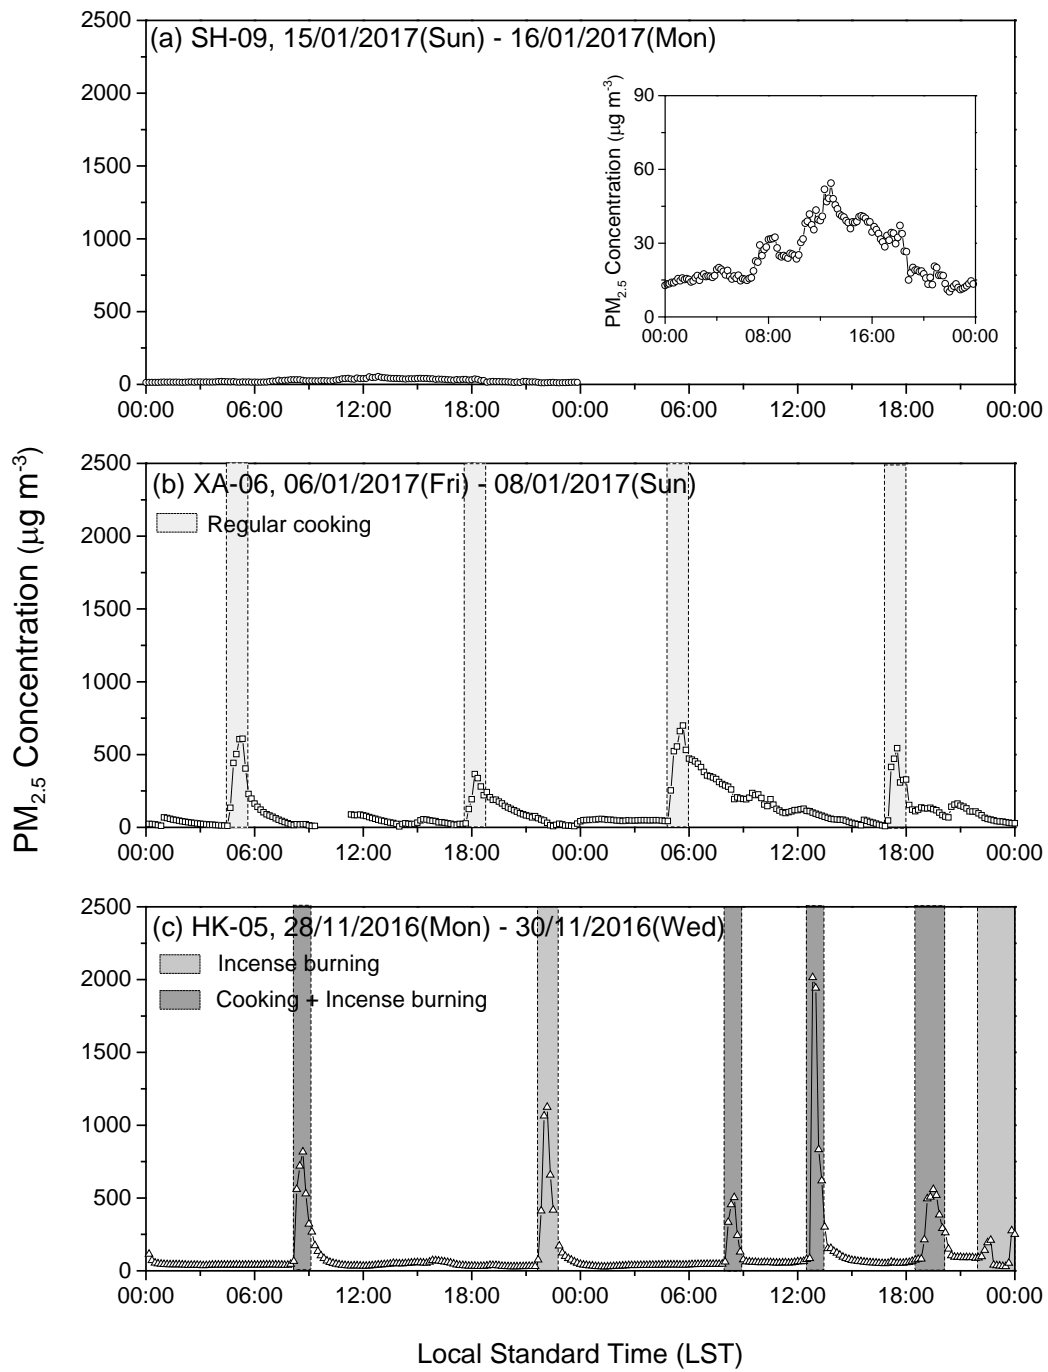 2500
(a) SH-09, 15/01/2017(Sun) - 16/01/2017(Mon)
2000
1500
1000
500
0
00:00 06:00 12:00 18:00 00:00 06:00 12:00 18:00 00:00
PM2.5 Concentration (μg m-3)
90
60
30
0
00:00 08:00 16:00 00:00
PM2.5 Concentration (μg m-3)
2500
(b) XA-06, 06/01/2017(Fri) - 08/01/2017(Sun)
Regular cooking
2000
1500
1000
500
0
00:00 06:00 12:00 18:00 00:00 06:00 12:00 18:00 00:00
2500
(c) HK-05, 28/11/2016(Mon) - 30/11/2016(Wed)
Incense burning
2000
Cooking + Incense burning
1500
1000
500
0
00:00 06:00 12:00 18:00 00:00 06:00 12:00 18:00 00:00
Local Standard Time (LST)